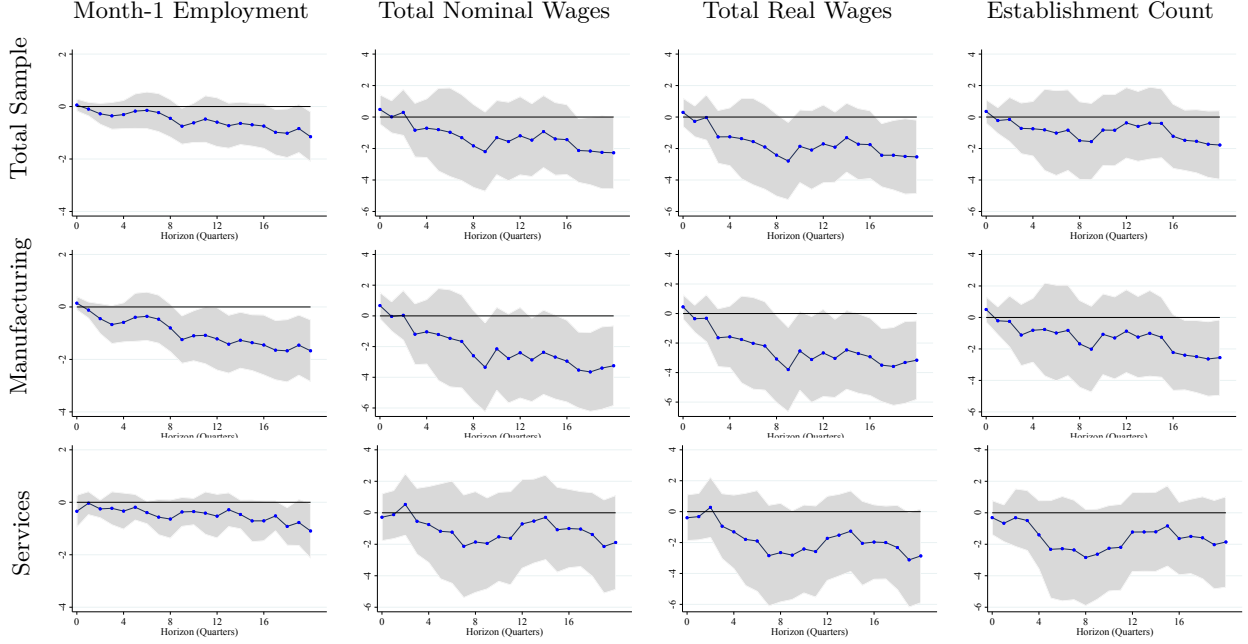 Month-1 Employment Total Nominal Wages Total Real Wages Establishment Count
Total Sample
2 0 -2 -4
0 4 8 12 16
Horizon (Quarters)
4 2 0 -2 -4 -6
0 4 8 12 16
Horizon (Quarters)
4 2 0 -2 -4 -6
0 4 8 12 16
Horizon (Quarters)
4 2 0 -2 -4 -6
0 4 8 12 16
Horizon (Quarters)
Manufacturing
2 0 -2 -4
0 4 8 12 16
Horizon (Quarters)
4 2 0 -2 -4 -6
0 4 8 12 16
Horizon (Quarters)
4 2 0 -2 -4 -6
0 4 8 12 16
Horizon (Quarters)
4 2 0 -2 -4 -6
0 4 8 12 16
Horizon (Quarters)
Services
2 0 -2 -4
0 4 8 12 16
Horizon (Quarters)
4 2 0 -2 -4 -6
0 4 8 12 16
Horizon (Quarters)
4 2 0 -2 -4 -6
0 4 8 12 16
Horizon (Quarters)
4 2 0 -2 -4 -6
0 4 8 12 16
Horizon (Quarters)